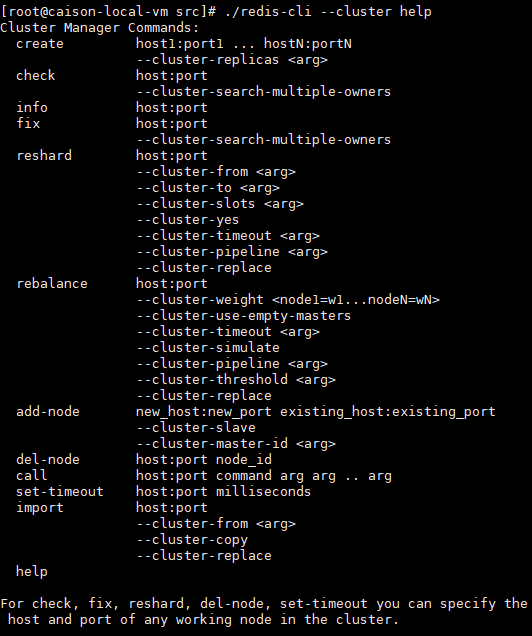 [root@caison-local-vm src]# ./redis-cli --cluster help
Cluster Manager Commands:
  create         host1:port1 ... hostN:portN
                 --cluster-replicas <arg>
  check          host:port
                 --cluster-search-multiple-owners
  info           host:port
  fix            host:port
                 --cluster-search-multiple-owners
  reshard        host:port
                 --cluster-from <arg>
                 --cluster-to <arg>
                 --cluster-slots <arg>
                 --cluster-yes
                 --cluster-timeout <arg>
                 --cluster-pipeline <arg>
                 --cluster-replace
  rebalance      host:port
                 --cluster-weight <node1=w1...nodeN=wN>
                 --cluster-use-empty-masters
                 --cluster-timeout <arg>
                 --cluster-simulate
                 --cluster-pipeline <arg>
                 --cluster-threshold <arg>
                 --cluster-replace
  add-node       new_host:new_port existing_host:existing_port
                 --cluster-slave
                 --cluster-master-id <arg>
  del-node       host:port node_id
  call           host:port command arg arg .. arg
  set-timeout    host:port milliseconds
  import         host:port
                 --cluster-from <arg>
                 --cluster-copy
                 --cluster-replace
  help

For check, fix, reshard, del-node, set-timeout you can specify the
 host and port of any working node in the cluster.